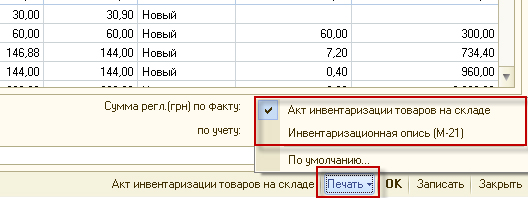 30,00 30,90 Новый
60,00 60,00 Новый 60,00 300,00
146,88 144,00 Новый 7,20 734,40
144,00 144,00 Новый 0,40 960,00
Сумма регл.(грн) по факту:
по учету:
Акт инвентаризации товаров на складе
Инвентаризационная опись (М-21)
По умолчанию...
Акт инвентаризации товаров на складе Печать OK Записать Закрыть